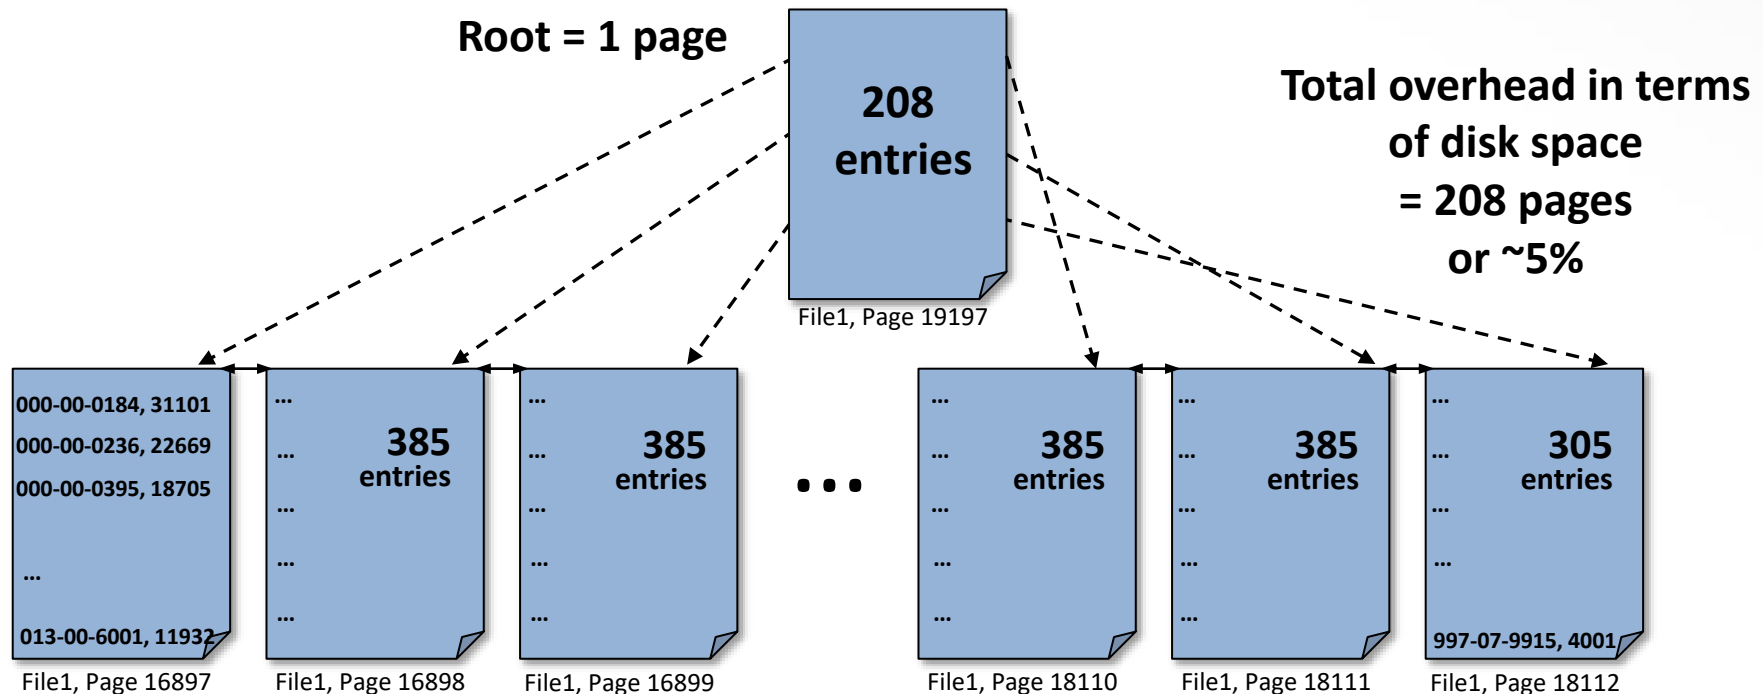 Root = 1 page
208
entries
Total overhead in terms
of disk space
= 208 pages
or ~5%
File1, Page 19197
000-00-0184, 31101
000-00-0236, 22669
000-00-0395, 18705
...
013-00-6001, 11932
File1, Page 16897
...
385
entries
...
...
...
...
File1, Page 16898
...
385
entries
...
...
...
...
File1, Page 16899
...
...
385
entries
...
...
...
...
File1, Page 18110
...
385
entries
...
...
...
...
File1, Page 18111
...
305
entries
...
...
...
997-07-9915, 4001
File1, Page 18112